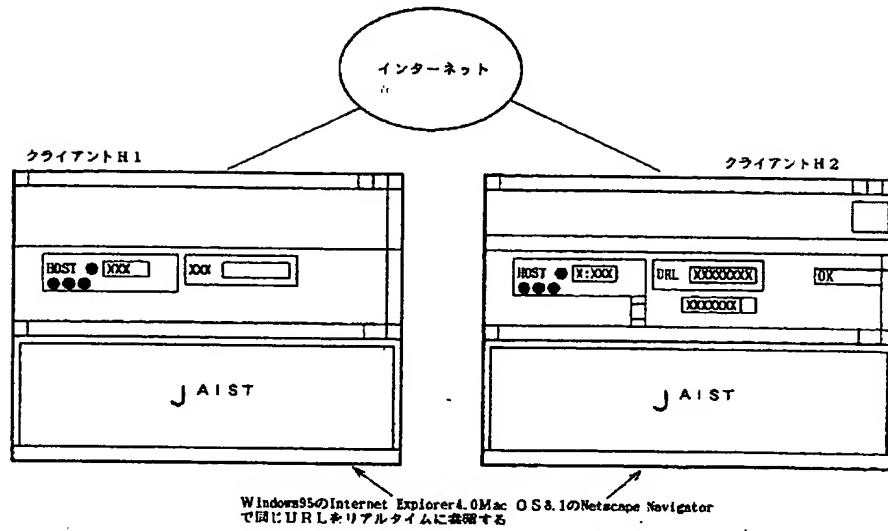 インターネット
クライアントH1
クライアントH2
HOST XXX
XXX
HOST X:XXX
URL XXXXXXXX
OK
XXXXXXX
JAIST
JAIST
Windows95のInternet Explorer4.0Mac OS8.1のNetscape Navigator
で同じURLをリアルタイムに する